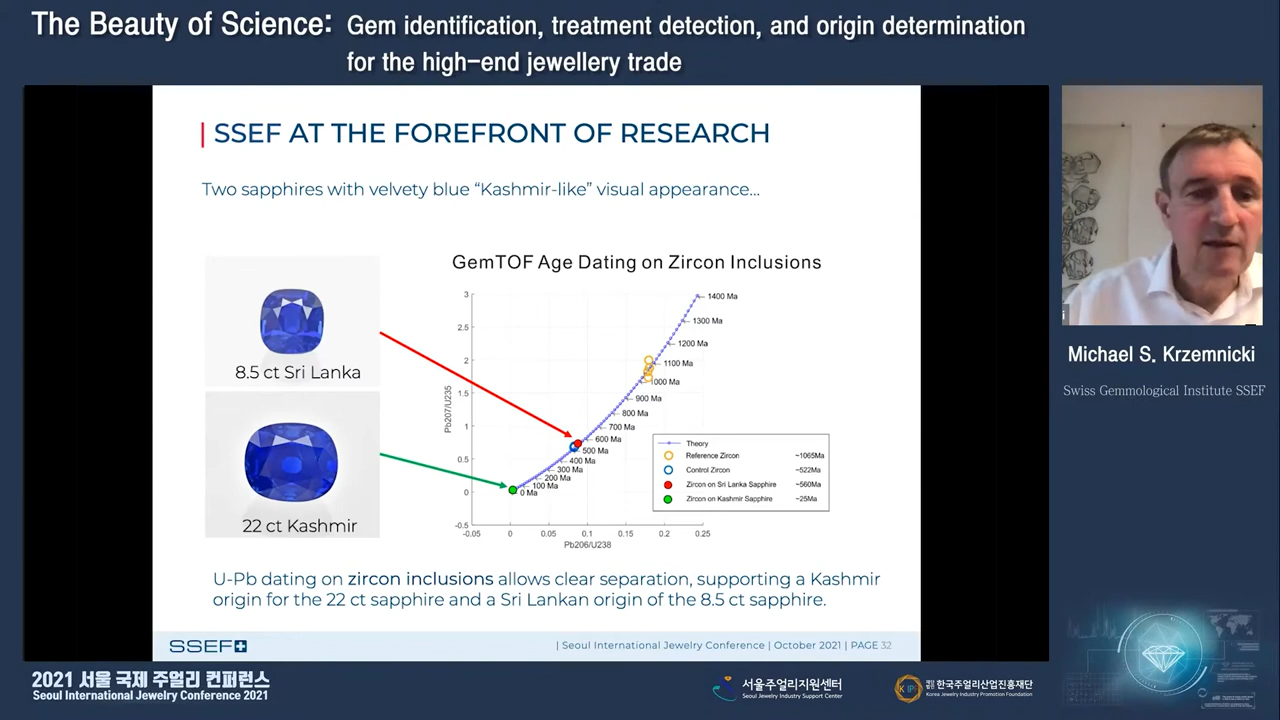 The Beauty of Science: Gem identification, treatment detection, and origin determination
for the high-end jewellery trade
SSEF AT THE FOREFRONT OF RESEARCH
Two sapphires with velvety blue “Kashmir-like” visual appearance...
8.5 ct Sri Lanka
22 ct Kashmir
GemTOF Age Dating on Zircon Inclusions
Pb207/U235
3
2.5
2
1.5
1
0.5
0
-0.5
-0.05
0
0.05
0.1
0.15
0.2
0.25
Pb206/U238
1400 Ma
1300 Ma
1200 Ma
1100 Ma
1000 Ma
900 Ma
800 Ma
700 Ma
600 Ma
500 Ma
400 Ma
300 Ma
200 Ma
100 Ma
0 Ma
Theory
Reference Zircon ~1065Ma
Control Zircon ~522Ma
Zircon on Sri Lanka Sapphire ~560Ma
Zircon on Kashmir Sapphire ~25Ma
U-Pb dating on zircon inclusions allows clear separation, supporting a Kashmir
origin for the 22 ct sapphire and a Sri Lankan origin of the 8.5 ct sapphire.
SSEF
| Seoul International Jewelry Conference | October 2021 | PAGE 32
Michael S. Krzemnicki
Swiss Gemmological Institute SSEF
2021 서울 국제 주얼리 컨퍼런스
Seoul International Jewelry Conference 2021
서울주얼리지원센터
Seoul Jewelry Industry Support Center
재단법인 한국주얼리산업진흥재단
Korea Jewelry Industry Promotion Foundation